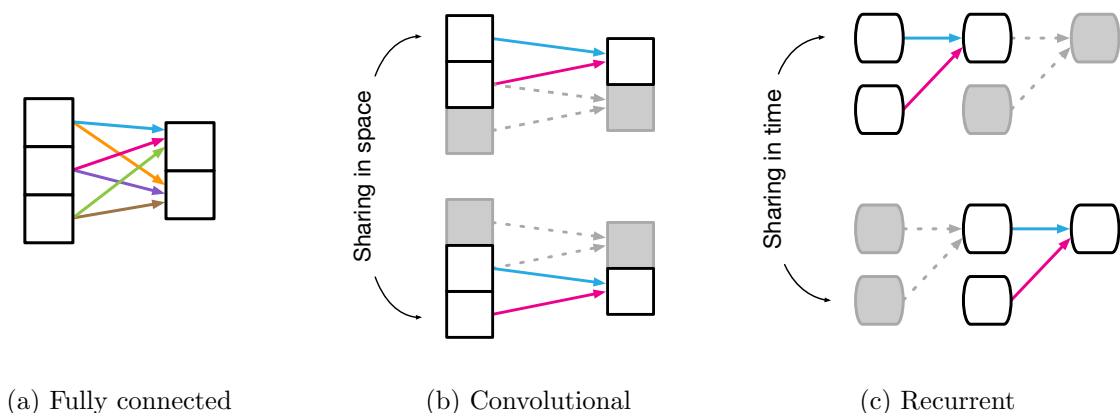 Sharing in space
Sharing in time
(a) Fully connected
(b) Convolutional
(c) Recurrent